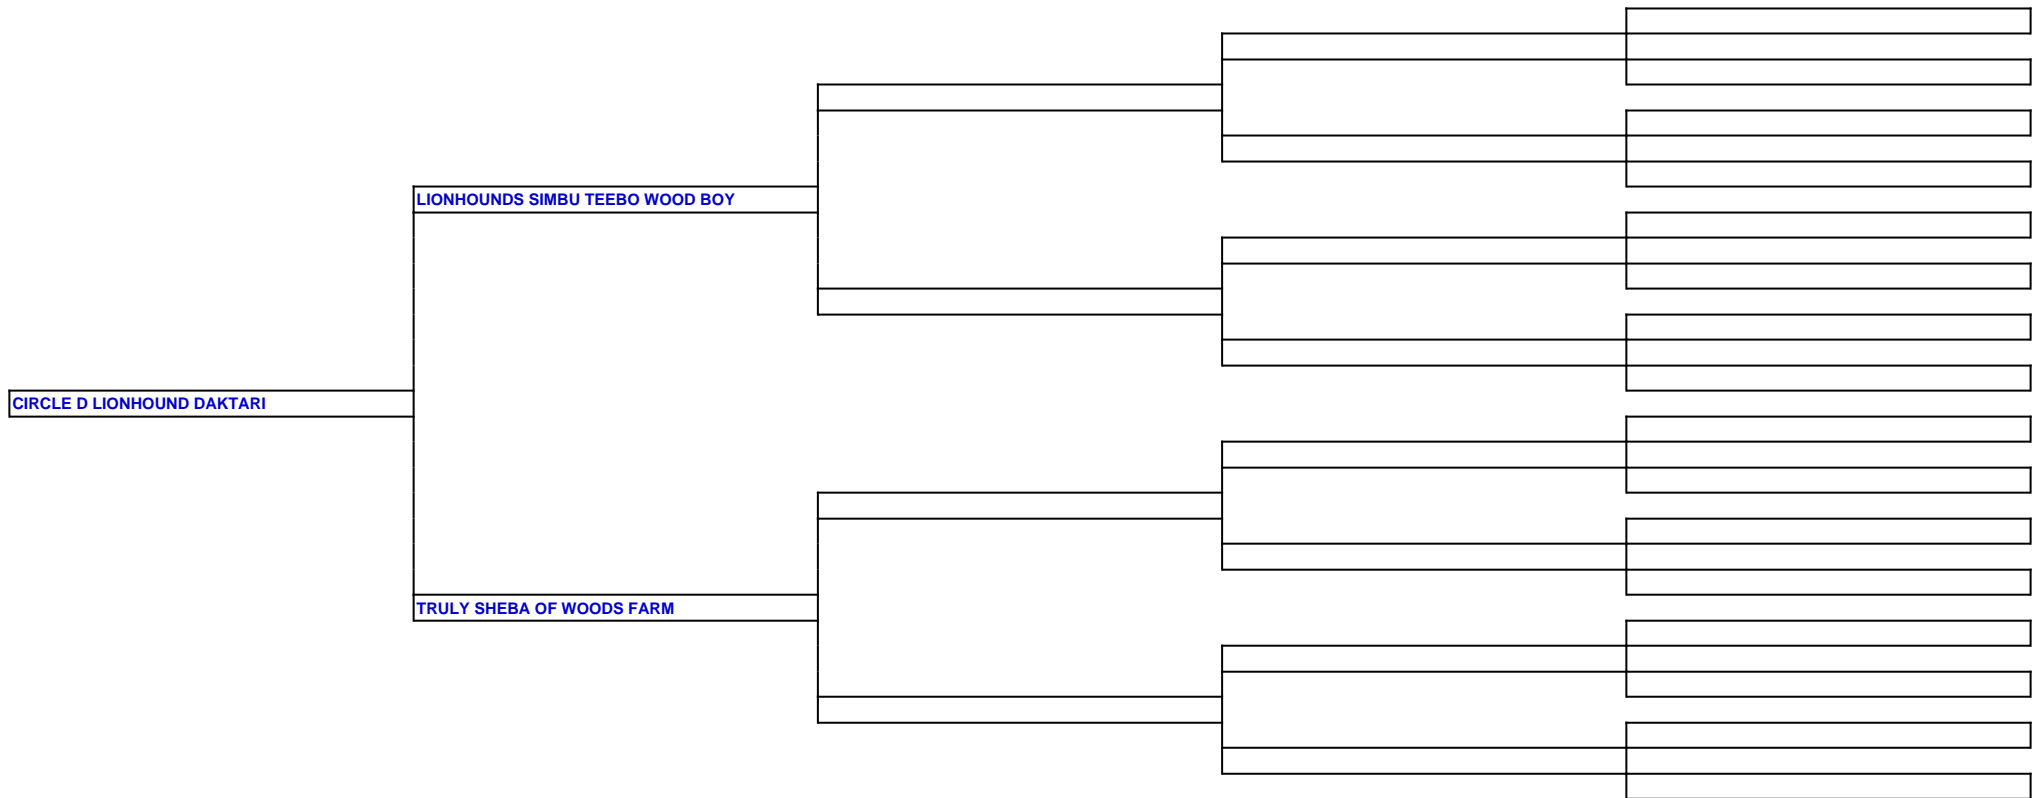 LIONHOUNDS SIMBU TEEBO WOOD BOY
CIRCLE D LIONHOUND DAKTARI
TRULY SHEBA OF WOODS FARM